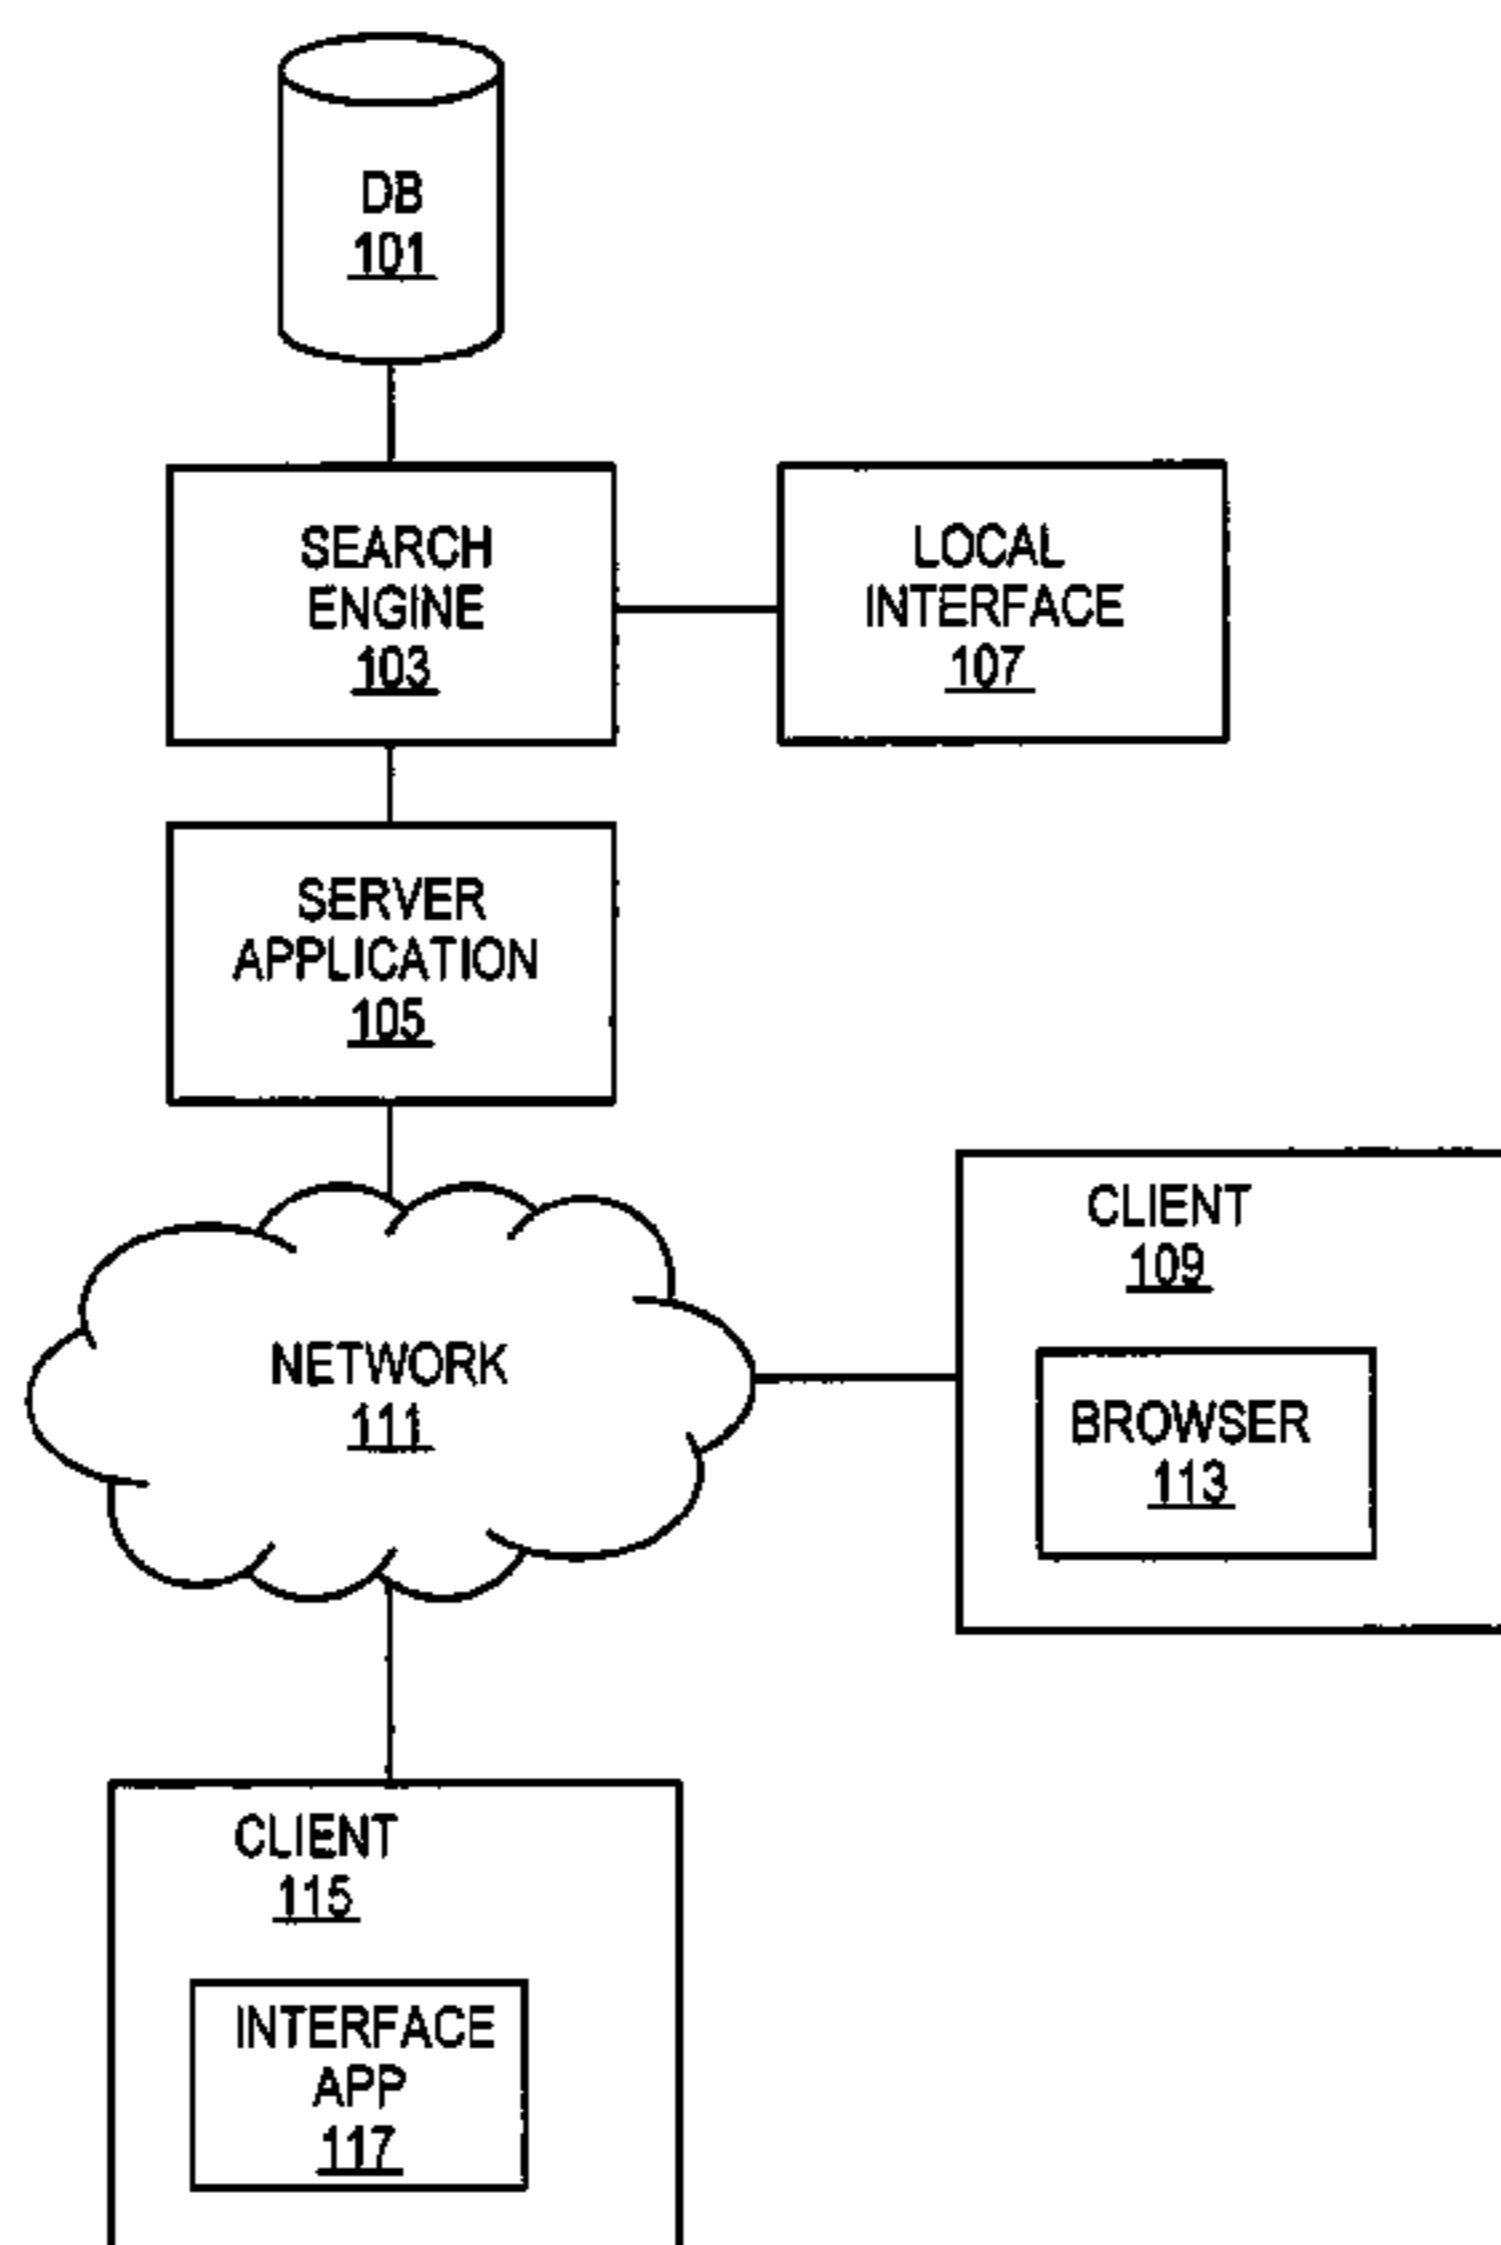 DB
101
SEARCH
ENGINE
103
LOCAL
INTERFACE
107
SERVER
APPLICATION
105
CLIENT
109
NETWORK
111
BROWSER
113
CLIENT
115
INTERFACE
APP
117